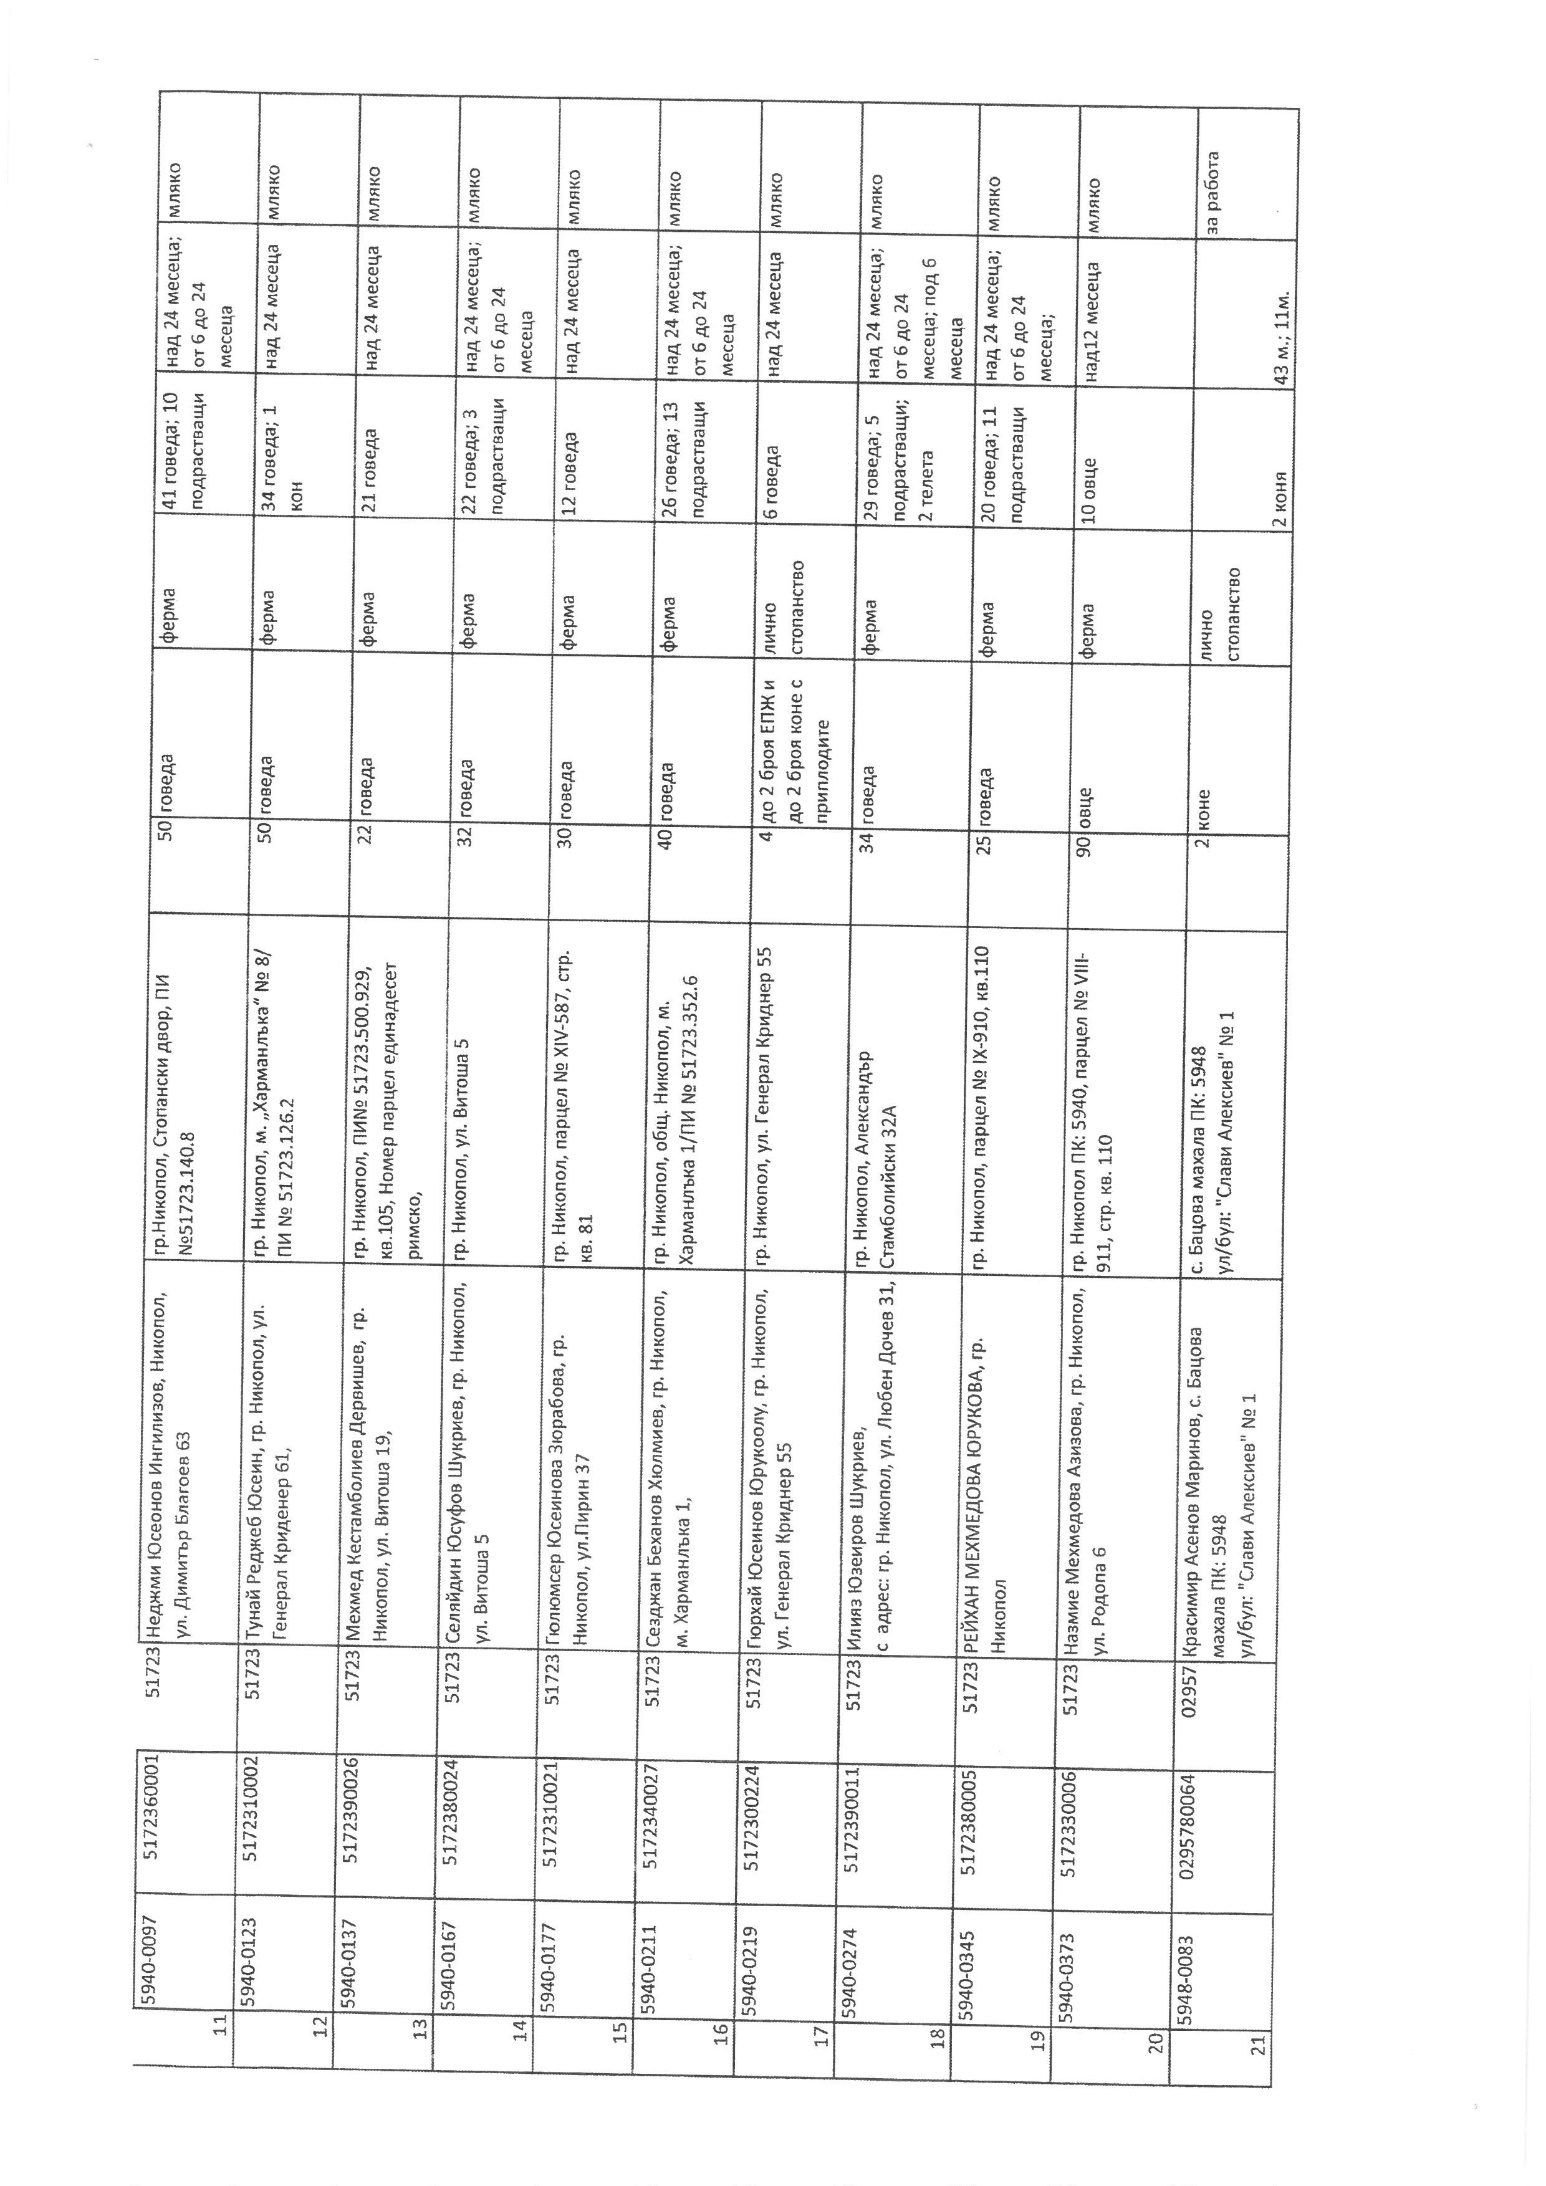 11 5940-0097 5172360001 51723 Неджми Юсеонов Ингилизов, Никопол, гр.Никопол, Стопански двор, ПИ 50 говеда ферма 41 говеда; 10 над 24 месеца; мляко
ул. Димитър Благоев 63 №51723.140.8 подрастващи от 6 до 24
месеца
12 5940-0123 5172310002 51723 Тунай Реджеб Юсеин, гр. Никопол, ул. гр. Никопол, м. „Харманлъка“ № 8/ 50 говеда ферма 34 говеда; 1 над 24 месеца мляко
Генерал Криденер 61, ПИ № 51723.126.2 кон
13 5940-0137 5172390026 51723 Мехмед Кестамболиев Дервишев, гр. гр. Никопол, ПИ№ 51723.500.929, 22 говеда ферма 21 говеда над 24 месеца мляко
Никопол, ул. Витоша 19, кв.105, Номер парцел единадесет
римско,
14 5940-0167 5172380024 51723 Селяйдин Юсуфов Шукриев, гр. Никопол, гр. Никопол, ул. Витоша 5 32 говеда ферма 22 говеда; 3 над 24 месеца; мляко
ул. Витоша 5 подрастващи от 6 до 24
месеца
15 5940-0177 5172310021 51723 Гюлюмсер Юсеинова Зюрабова, гр. гр. Никопол, парцел № XIV-587, стр. 30 говеда ферма 12 говеда над 24 месеца мляко
Никопол, ул.Пирин 37 кв. 81
16 5940-0211 5172340027 51723 Сезджан Беханов Хюлмиев, гр. Никопол, гр. Никопол, общ. Никопол, м. 40 говеда ферма 26 говеда; 13 над 24 месеца; мляко
м. Харманлъка 1, Харманлъка 1/ПИ № 51723.352.6 подрастващи от 6 до 24
месеца
17 5940-0219 5172300224 51723 Гюрхай Юсеинов Юрукоолу, гр. Никопол, гр. Никопол, ул. Генерал Криднер 55 4 до 2 броя ЕПЖ и лично 6 говеда над 24 месеца мляко
ул. Генерал Криднер 55 до 2 броя коне с стопанство
приплодите
18 5940-0274 5172390011 51723 Илияз Юзеиров Шукриев, гр. Никопол, Александър 34 говеда ферма 29 говеда; 5 над 24 месеца; мляко
с адрес: гр. Никопол, ул. Любен Дочев 31, Стамболийски 32А подрастващи; от 6 до 24
2 телета месеца; под 6
месеца
19 5940-0345 5172380005 51723 РЕЙХАН МЕХМЕДОВА ЮРУКОВА, гр. гр. Никопол, парцел № IX-910, кв.110 25 говеда ферма 20 говеда; 11 над 24 месеца; мляко
Никопол подрастващи от 6 до 24
месеца;
20 5940-0373 5172330006 51723 Назмие Мехмедова Азизова, гр. Никопол, гр. Никопол ПК: 5940, парцел № VIII- 90 овце ферма 10 овце над12 месеца мляко
ул. Родопа 6 911, стр. кв. 110
21 5948-0083 0295780064 02957 Красимир Асенов Маринов, с. Бацова с. Бацова махала ПК: 5948 2 коне лично за работа
махала ПК: 5948 ул/бул: "Слави Алексиев" № 1 стопанство
ул/бул: "Слави Алексиев" № 1 2 коня 43 м.; 11м.